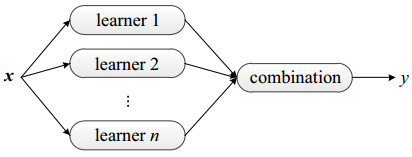 learner 1
learner 2
x
combination
y
⋮
learner n